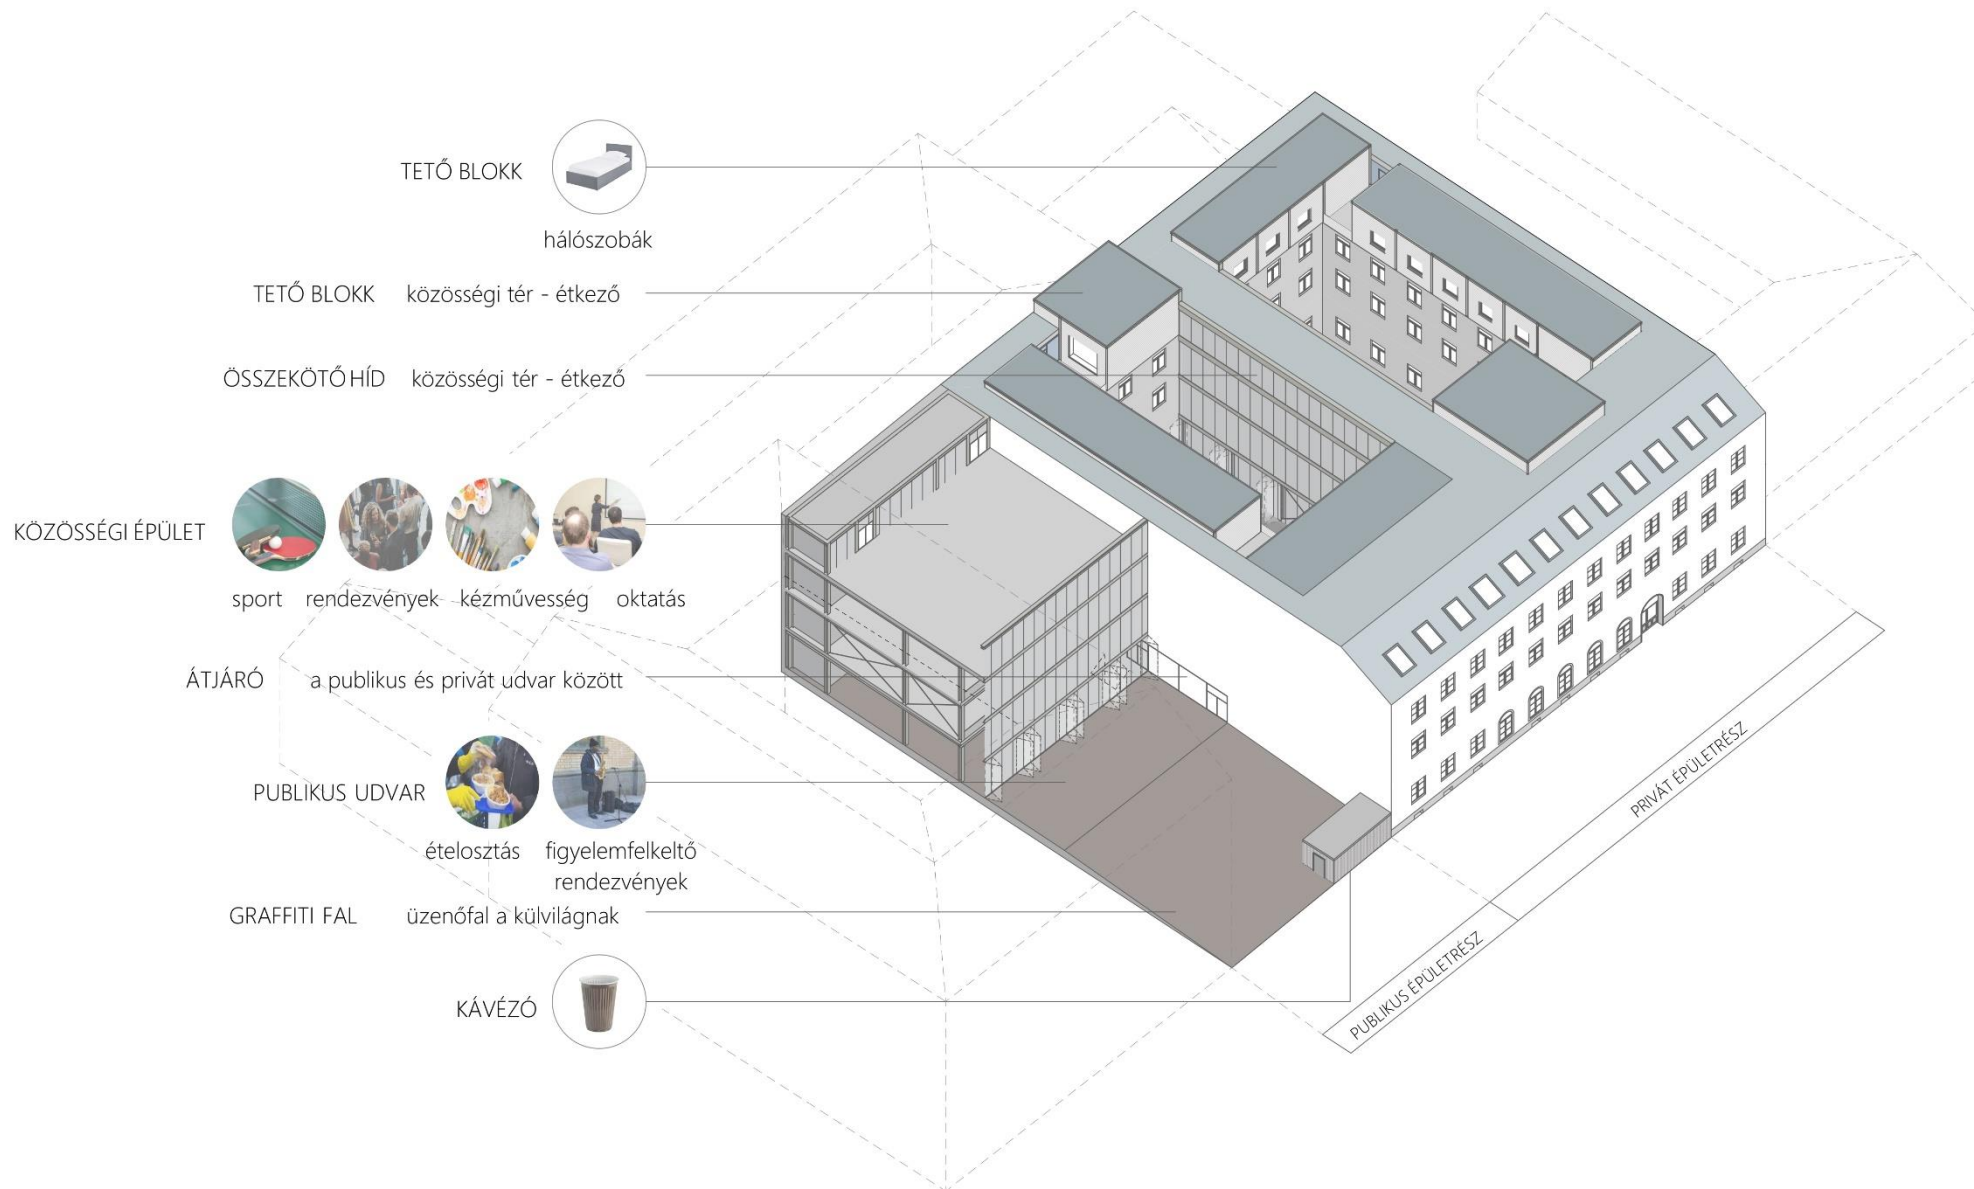 TETŐ BLOKK
hálószobák
TETŐ BLOKK közösségi tér - étkező
ÖSSZEKÖTŐ HÍD közösségi tér - étkező
KÖZÖSSÉGI ÉPÜLET
sport rendezvények kézművesség oktatás
ÁTJÁRÓ a publikus és privát udvar között
PUBLIKUS UDVAR
ételosztás figyelemfelkeltő
rendezvények
GRAFFITI FAL üzenőfal a külvilágnak
KÁVÉZÓ
PRIVÁT ÉPÜLETRÉSZ
PUBLIKUS ÉPÜLETRÉSZ